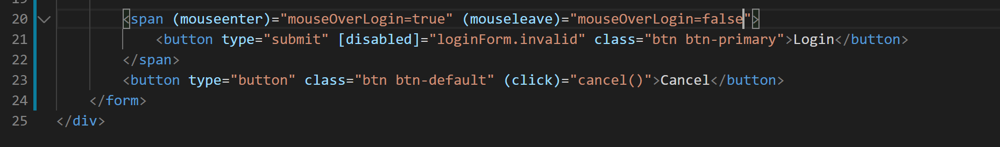 20 <span (mouseenter)="mouseOverLogin=true" (mouseleave)="mouseOverLogin=false">
21 <button type="submit" [disabled]="loginForm.invalid" class="btn btn-primary">Login</button>
22 </span>
23 <button type="button" class="btn btn-default" (click)="cancel()">Cancel</button>
24 </form>
25 </div>